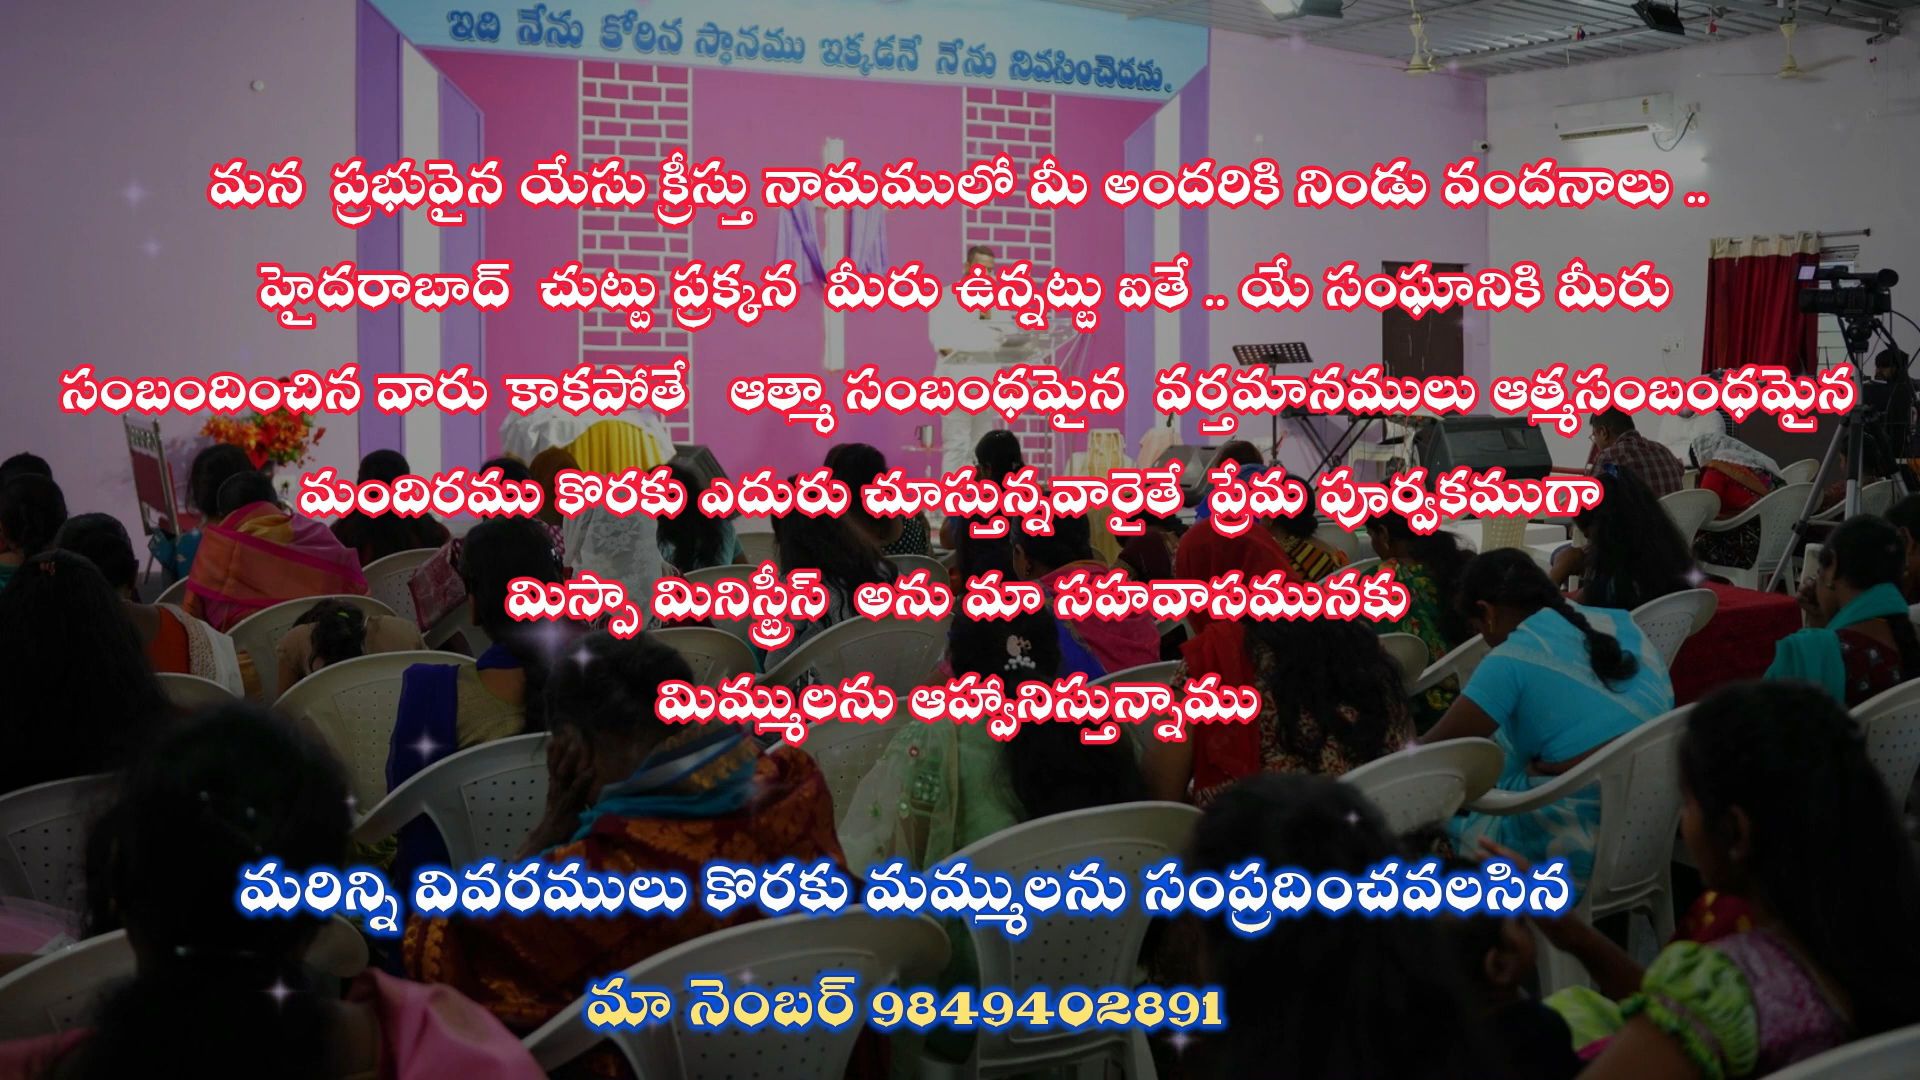 ఇది నేను కోరిన స్థానము ఇక్కడనే నేను నివసించెదను.
మన ప్రభువైన యేసు క్రీస్తు నామములో మీ అందరికి నిండు వందనాలు ..
హైదరాబాద్ చుట్టు ప్రక్కన మీరు ఉన్నట్టు ఐతే .. యే సంఘానికి మీరు
సంబందించిన వారు కాకపోతే ఆత్మా సంబంధమైన వర్తమానములు ఆత్మసంబంధమైన
మందిరము కొరకు ఎదురు చూస్తున్నవారైతే ప్రేమ పూర్వకముగా
మిస్పా మినిస్ట్రీస్ అను మా సహవాసమునకు
మిమ్ములను ఆహ్వానిస్తున్నాము
మరిన్ని వివరములు కొరకు మమ్ములను సంప్రదించవలసిన
మా నెంబర్ 9849402891